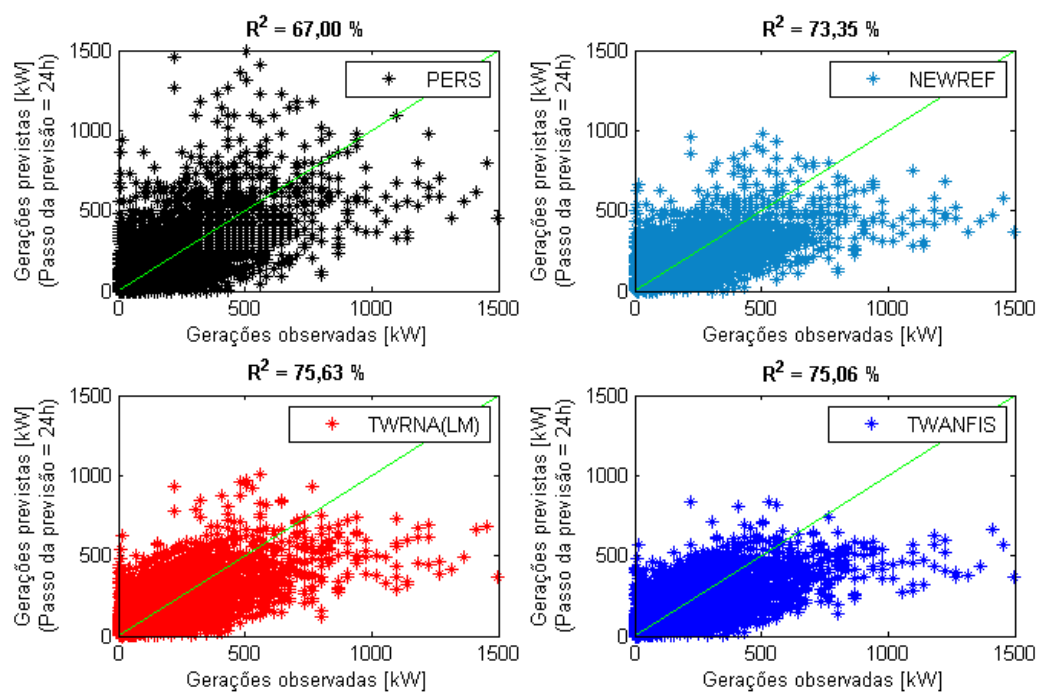 R² = 67,00 %
Gerações previstas [kW]
(Passo da previsão = 24h)
1500
1000
500
0
PERS
0 500 1000 1500
Gerações observadas [kW]
R² = 73,35 %
Gerações previstas [kW]
(Passo da previsão = 24h)
1500
1000
500
0
NEWREF
0 500 1000 1500
Gerações observadas [kW]
R² = 75,63 %
Gerações previstas [kW]
(Passo da previsão = 24h)
1500
1000
500
0
TWRNA(LM)
0 500 1000 1500
Gerações observadas [kW]
R² = 75,06 %
Gerações previstas [kW]
(Passo da previsão = 24h)
1500
1000
500
0
TWANFIS
0 500 1000 1500
Gerações observadas [kW]